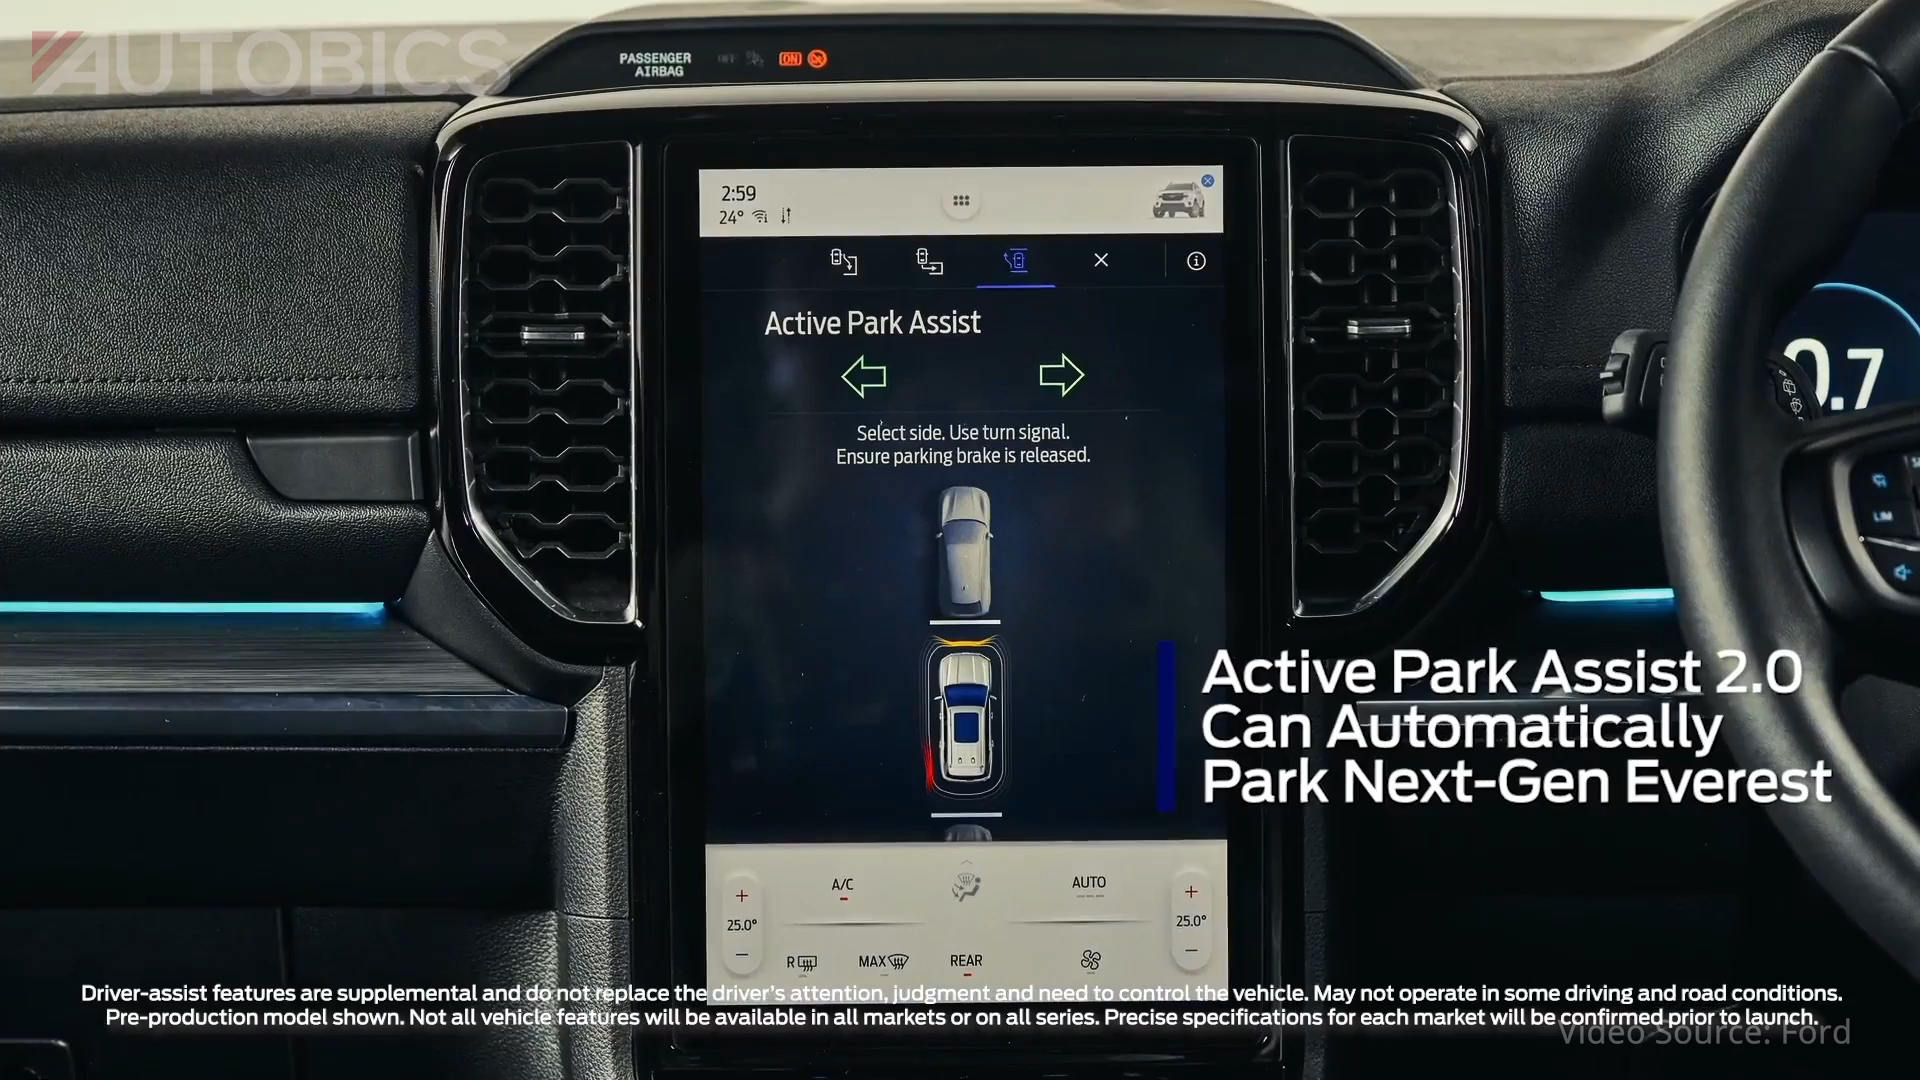 AUTOBICS
PASSENGER
AIRBAG
OFF
ON
2:59
24°
Active Park Assist
Select side. Use turn signal.
Ensure parking brake is released.
0.7
LIM
Active Park Assist 2.0
Can Automatically
Park Next-Gen Everest
A/C
AUTO
25.0°
25.0°
R
MAX
REAR
Driver-assist features are supplemental and do not replace the driver's attention, judgment and need to control the vehicle. May not operate in some driving and road conditions.
Pre-production model shown. Not all vehicle features will be available in all markets or on all series. Precise specifications for each market will be confirmed prior to launch.
Video Source: Ford